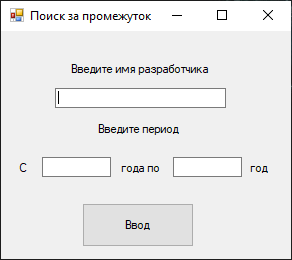 Поиск за промежуток
Введите имя разработчика
Введите период
С года по год
Ввод